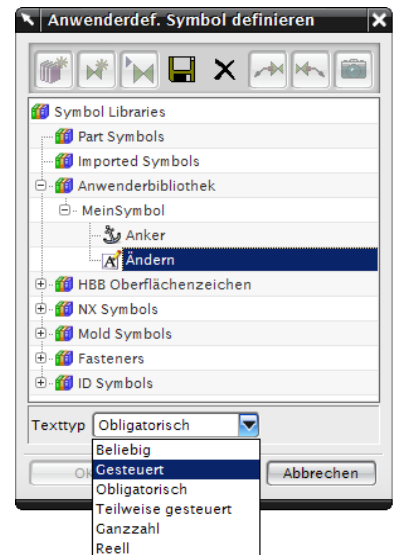 Anwenderdef. Symbol definieren
Symbol Libraries
Part Symbols
Imported Symbols
Anwenderbibliothek
MeinSymbol
Anker
Ändern
HBB Oberflächenzeichen
NX Symbols
Mold Symbols
Fasteners
ID Symbols
Texttyp Obligatorisch
Beliebig
Gesteuert
Abbrechen
Obligatorisch
Teilweise gesteuert
Ganzzahl
Reell